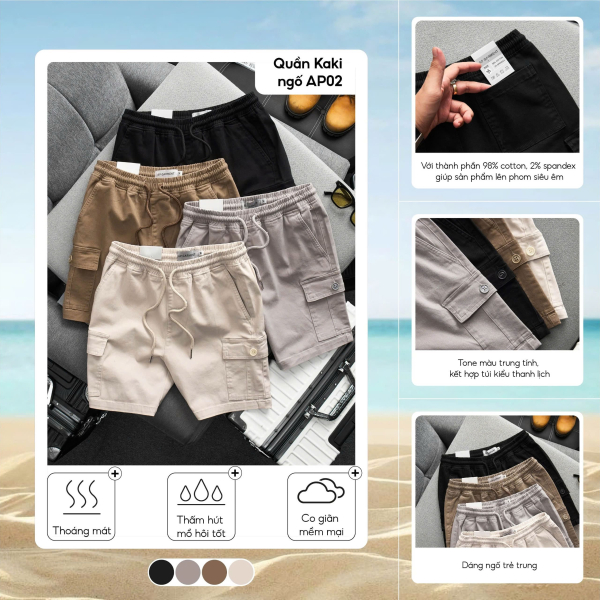 Quần Kaki
ngố AP02
Thoáng mát
Thấm hút
mồ hôi tốt
Co giãn
mềm mại
Với thành phần 98% cotton, 2% spandex
giúp sản phẩm lên phom siêu êm
Tone màu trung tính,
kết hợp túi kiểu thanh lịch
Dáng ngố trẻ trung